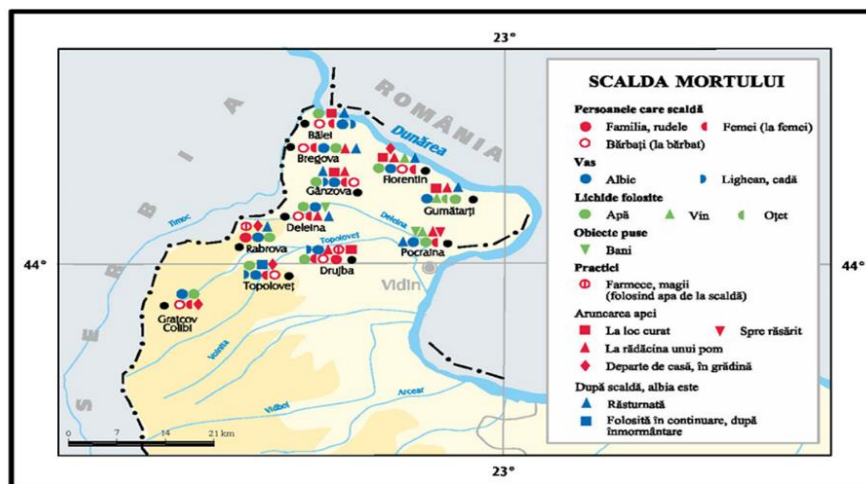 23°
SERBIA
ROMÂNIA
Dunărea
Bălei
Bregova
Florentin
Gânzova
Gumătarți
Timoc
Deleina
Deleina
Topoloveț
Rabrova
Pocraina
44°
44°
Drujba
Topoloveț
Vidin
Grațcov
Colibi
Voinița
Vidbol
Arcear
0 7 14 21 km
23°
SCALDA MORTULUI
Persoanele care scaldă
Familia, rudele Femei (la femei)
Bărbați (la bărbat)
Vas
Albie Lighean, cadă
Lichide folosite
Apă Vin Oțet
Obiecte puse
Bani
Practici
Farmece, magii
(folosind apa de la scaldă)
Aruncarea apei
La loc curat Spre răsărit
La rădăcina unui pom
Departe de casă, în grădină
După scaldă, albia este
Răsturnată
Folosită în continuare, după
înmormântare